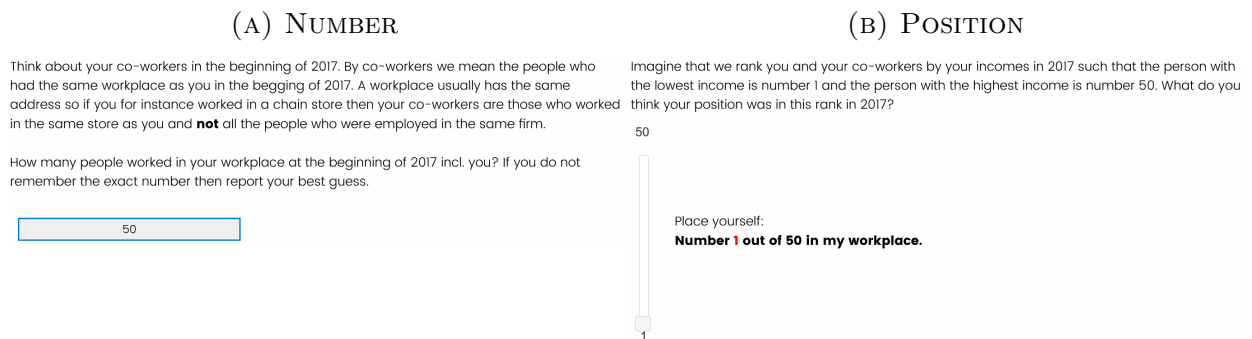 (A) NUMBER
Think about your co-workers in the beginning of 2017. By co-workers we mean the people who
had the same workplace as you in the begging of 2017. A workplace usually has the same
address so if you for instance worked in a chain store then your co-workers are those who worked
in the same store as you and not all the people who were employed in the same firm.
How many people worked in your workplace at the beginning of 2017 incl. you? If you do not
remember the exact number then report your best guess.
50
(B) POSITION
Imagine that we rank you and your co-workers by your incomes in 2017 such that the person with
the lowest income is number 1 and the person with the highest income is number 50. What do you
think your position was in this rank in 2017?
50
Place yourself:
Number 1 out of 50 in my workplace.
1